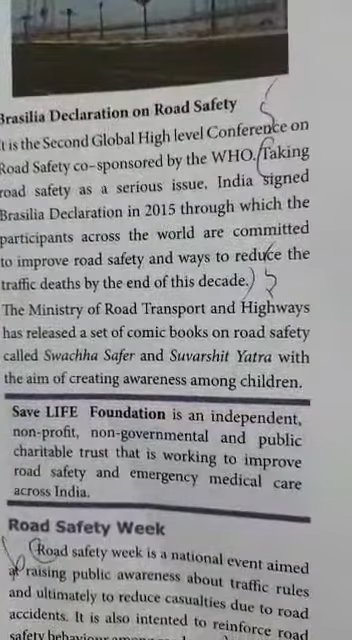 Brasilia Declaration on Road Safety
It is the Second Global High level Conference on
Road Safety co-sponsored by the WHO. Taking
road safety as a serious issue, India signed
Brasilia Declaration in 2015 through which the
participants across the world are committed
to improve road safety and ways to reduce the
traffic deaths by the end of this decade.
The Ministry of Road Transport and Highways
has released a set of comic books on road safety
called Swachha Safer and Suvarshit Yatra with
the aim of creating awareness among children.
Save LIFE Foundation is an independent,
non-profit, non-governmental and public
charitable trust that is working to improve
road safety and emergency medical care
across India.
Road Safety Week
Road safety week is a national event aimed
at raising public awareness about traffic rules
and ultimately to reduce casualties due to road
accidents. It is also intented to reinforce road
safety behaviour